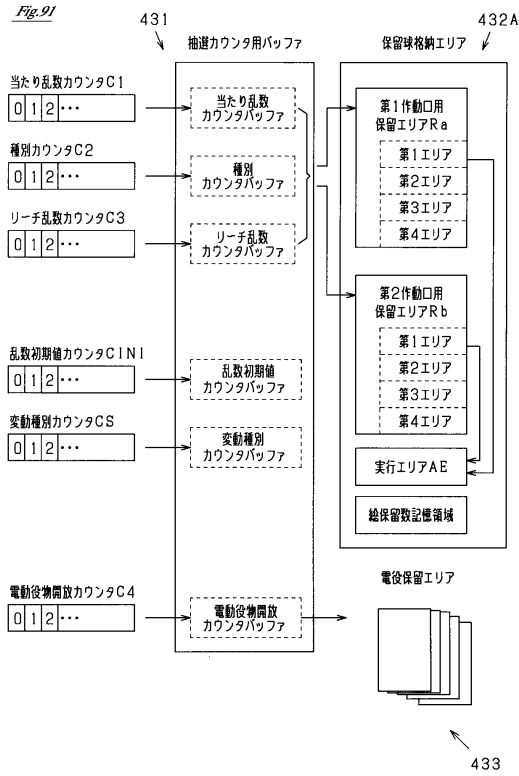 Fig.91
431
432A
抽選カウンタ用バッファ
保留球格納エリア
当たり乱数カウンタC1
0 1 2 ･･･
当たり乱数
カウンタバッファ
種別カウンタC2
0 1 2 ･･･
種別
カウンタバッファ
リーチ乱数カウンタC3
0 1 2 ･･･
リーチ乱数
カウンタバッファ
第1作動口用
保留エリアRa
第1エリア
第2エリア
第3エリア
第4エリア
第2作動口用
保留エリアRb
第1エリア
第2エリア
第3エリア
第4エリア
乱数初期値カウンタCINI
0 1 2 ･･･
乱数初期値
カウンタバッファ
変動種別カウンタCS
0 1 2 ･･･
変動種別
カウンタバッファ
実行エリアAE
総保留数記憶領域
電動役物開放カウンタC4
0 1 2 ･･･
電動役物開放
カウンタバッファ
電役保留エリア
433